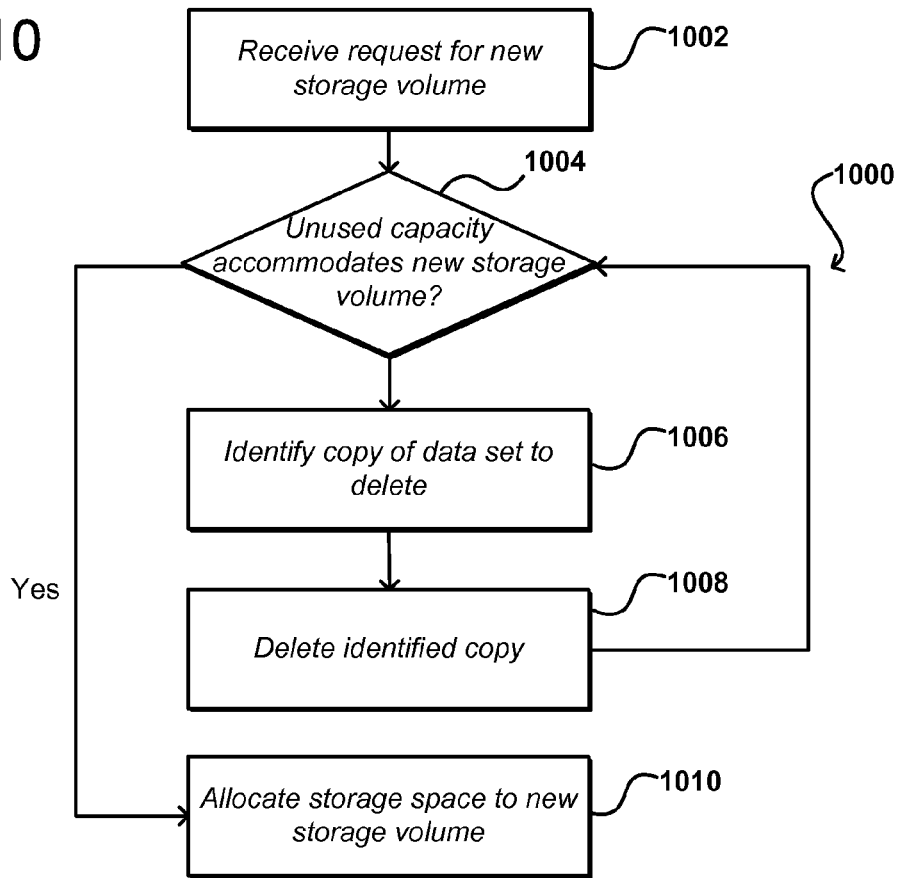 10
Receive request for new
storage volume
1002
1004
1000
Unused capacity
accommodates new storage
volume?
Identify copy of data set to
delete
1006
Yes
Delete identified copy
1008
Allocate storage space to new
storage volume
1010